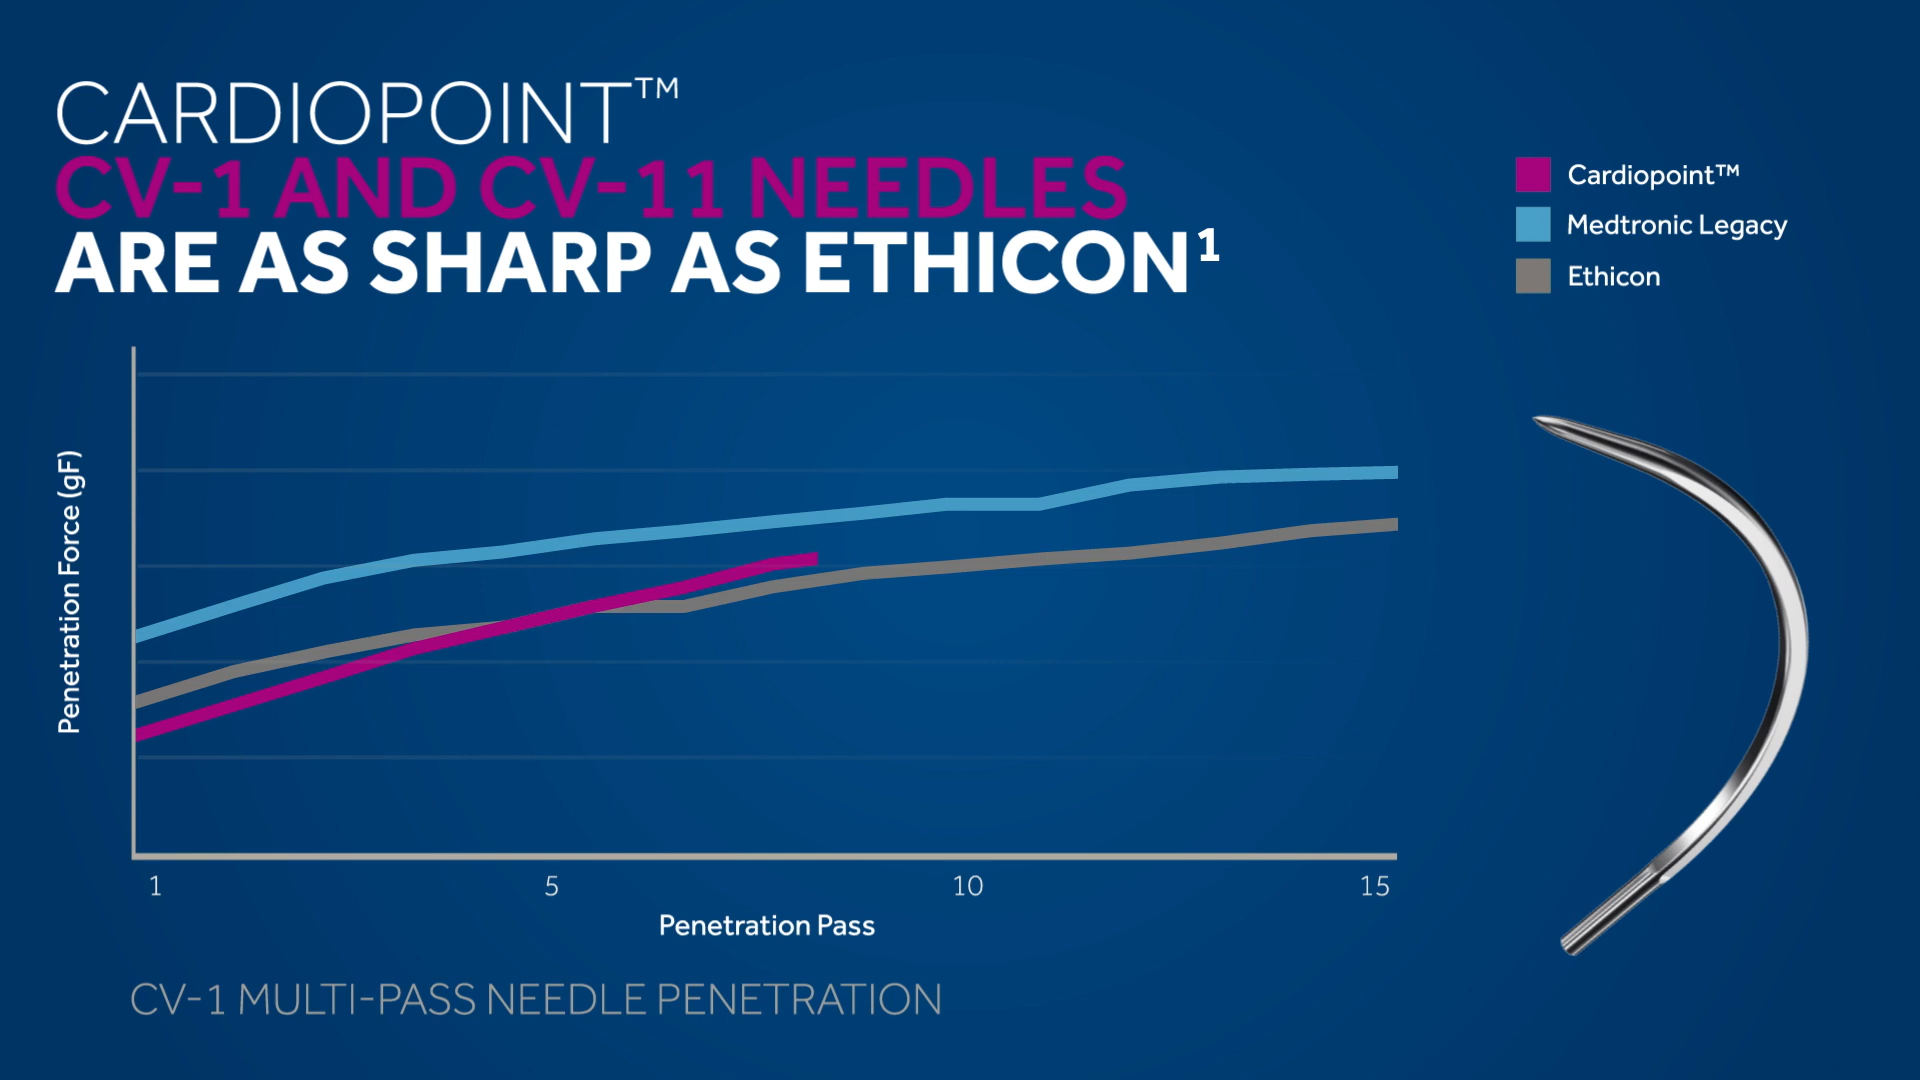 CARDIOPOINT™
CV-1 AND CV-11 NEEDLES
ARE AS SHARP AS ETHICON¹
Cardiopoint™
Medtronic Legacy
Ethicon
Penetration Force (gF)
1 5 10 15
Penetration Pass
CV-1 MULTI-PASS NEEDLE PENETRATION